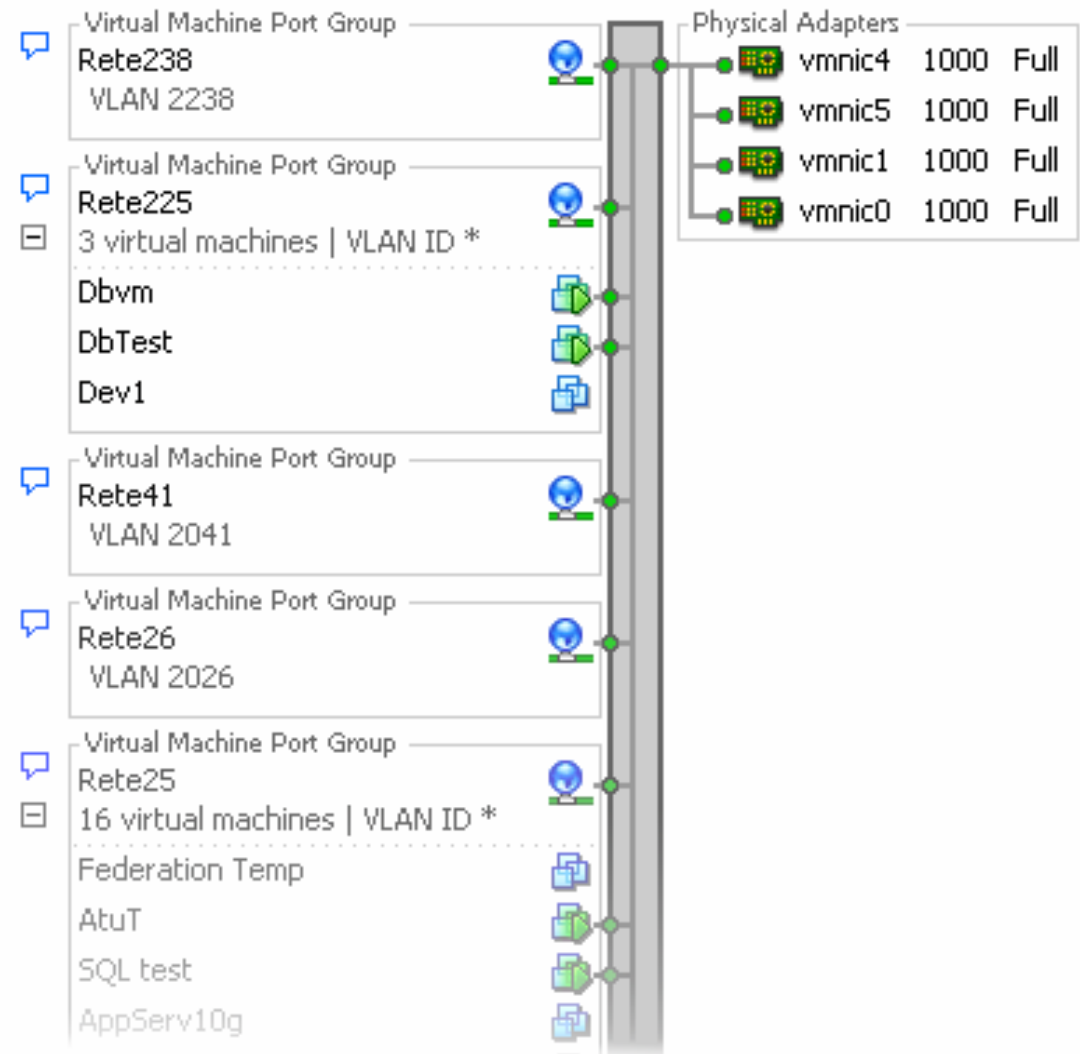 Virtual Machine Port Group
Rete238
VLAN 2238
Virtual Machine Port Group
Rete225
3 virtual machines | VLAN ID *
Dbvm
DbTest
Dev1
Virtual Machine Port Group
Rete41
VLAN 2041
Virtual Machine Port Group
Rete26
VLAN 2026
Virtual Machine Port Group
Rete25
16 virtual machines | VLAN ID *
Federation Temp
AtuT
SQL test
AppServ10g
Physical Adapters
vmnic4 1000 Full
vmnic5 1000 Full
vmnic1 1000 Full
vmnic0 1000 Full